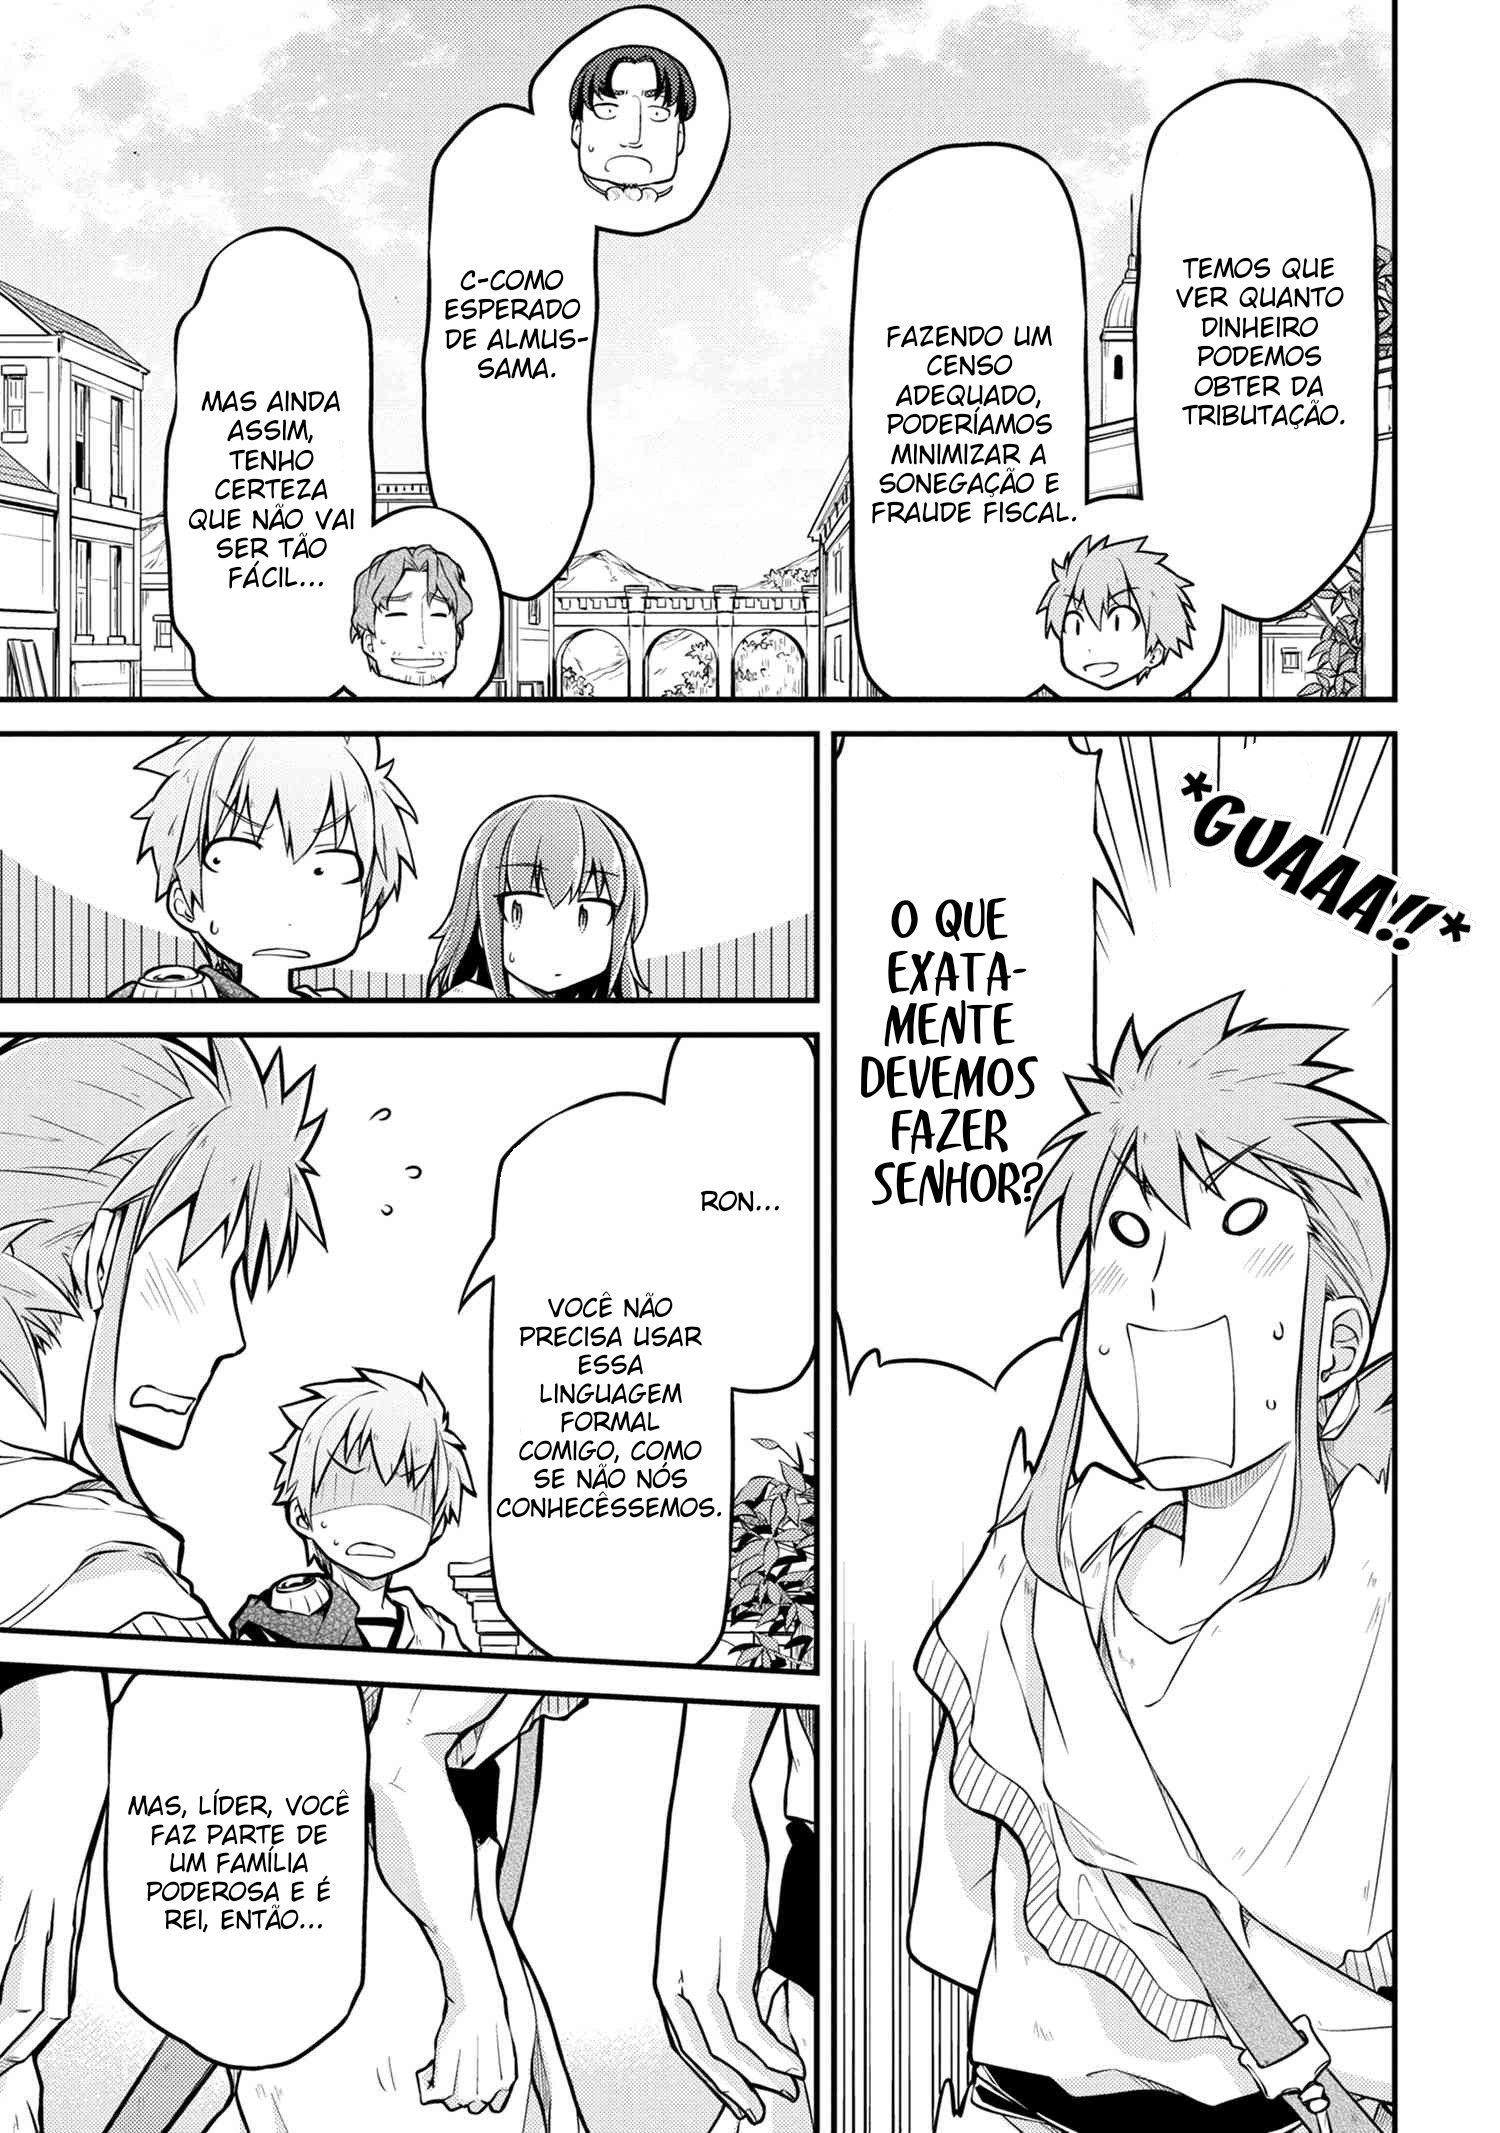 TEMOS QUE
VER QUANTO
DINHEIRO
PODEMOS
OBTER DA
TRIBUTAÇÃO.
FAZENDO UM
CENSO
ADEQUADO,
PODERÍAMOS
MINIMIZAR A
SONEGAÇÃO E
FRAUDE FISCAL.
C-COMO
ESPERADO
DE ALMUS-
SAMA.
MAS AINDA
ASSIM,
TENHO
CERTEZA
QUE NÃO VAI
SER TÃO
FÁCIL...
*GUAAA!!*
O QUE
EXATA-
MENTE
DEVEMOS
FAZER
SENHOR?
RON...
VOCÊ NÃO
PRECISA USAR
ESSA
LINGUAGEM
FORMAL
COMIGO, COMO
SE NÃO NÓS
CONHECÊSSEMOS.
MAS, LÍDER, VOCÊ
FAZ PARTE DE
UM FAMÍLIA
PODEROSA E É
REI, ENTÃO...